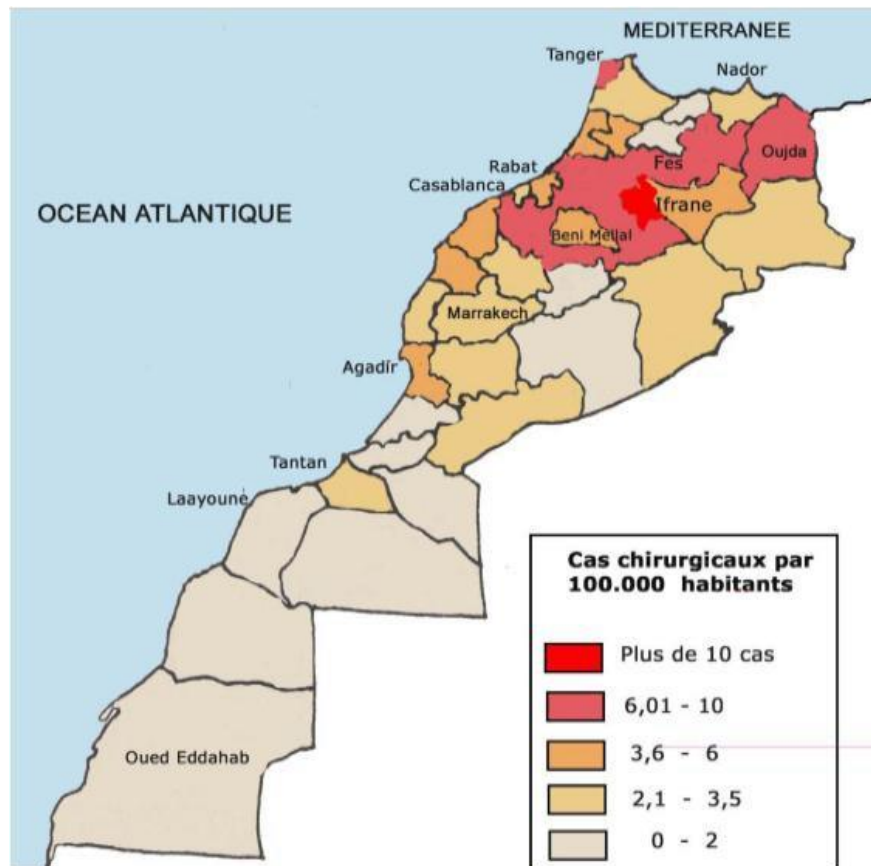 MEDITERRANEE
Tanger
Nador
Rabat
Fes
Oujda
Casablanca
OCEAN ATLANTIQUE
Ifrane
Beni Mellal
Marrakech
Agadír
Tantan
Laayoune
Oued Eddahab
Cas chirurgicaux par
100.000 habitants
Plus de 10 cas
6,01 - 10
3,6 - 6
2,1 - 3,5
0 - 2